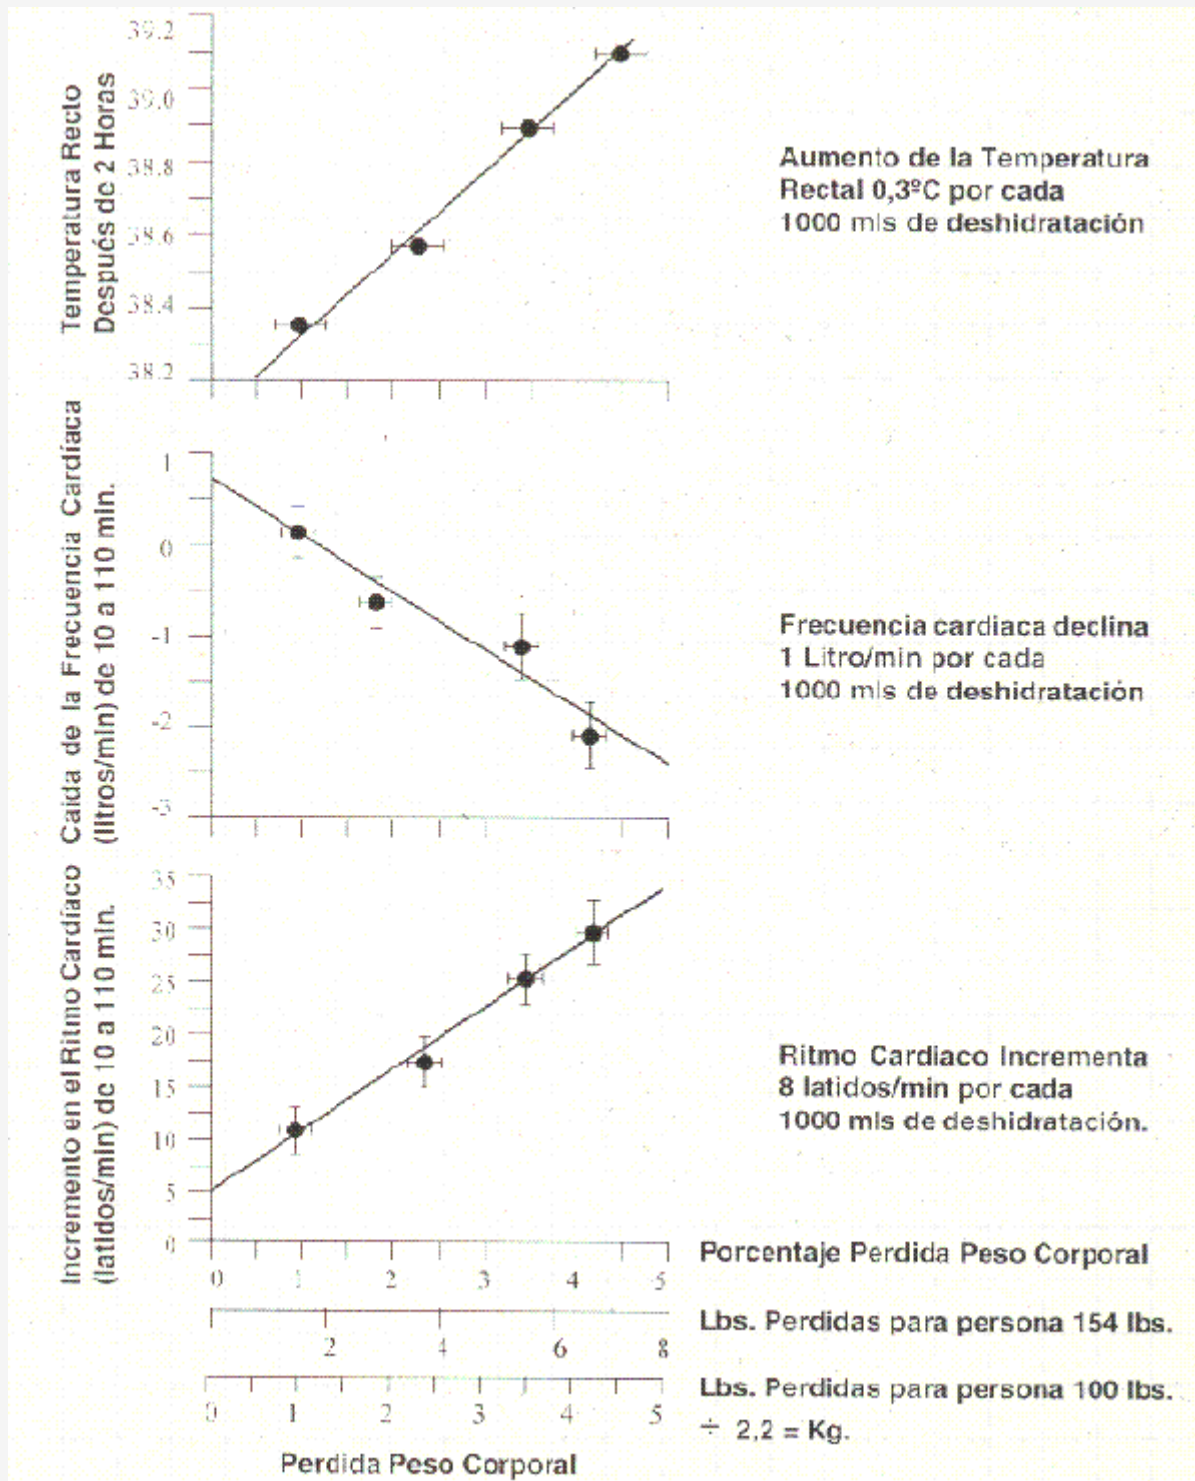 Temperatura Recto
Después de 2 Horas
39.2
39.0
38.8
38.6
38.4
38.2
Aumento de la Temperatura
Rectal 0,3ºC por cada
1000 mls de deshidratación
Caida de la Frecuencia Cardíaca
(litros/min) de 10 a 110 min.
1
0
-1
-2
-3
Frecuencia cardiaca declina
1 Litro/min por cada
1000 mls de deshidratación
Incremento en el Ritmo Cardíaco
(latidos/min) de 10 a 110 min.
35
30
25
20
15
10
5
0
Ritmo Cardiaco Incrementa
8 latidos/min por cada
1000 mls de deshidratación.
0 1 2 3 4 5
Porcentaje Perdida Peso Corporal
2 4 6 8
Lbs. Perdidas para persona 154 lbs.
0 1 2 3 4 5
Lbs. Perdidas para persona 100 lbs.
÷ 2,2 = Kg.
Perdida Peso Corporal